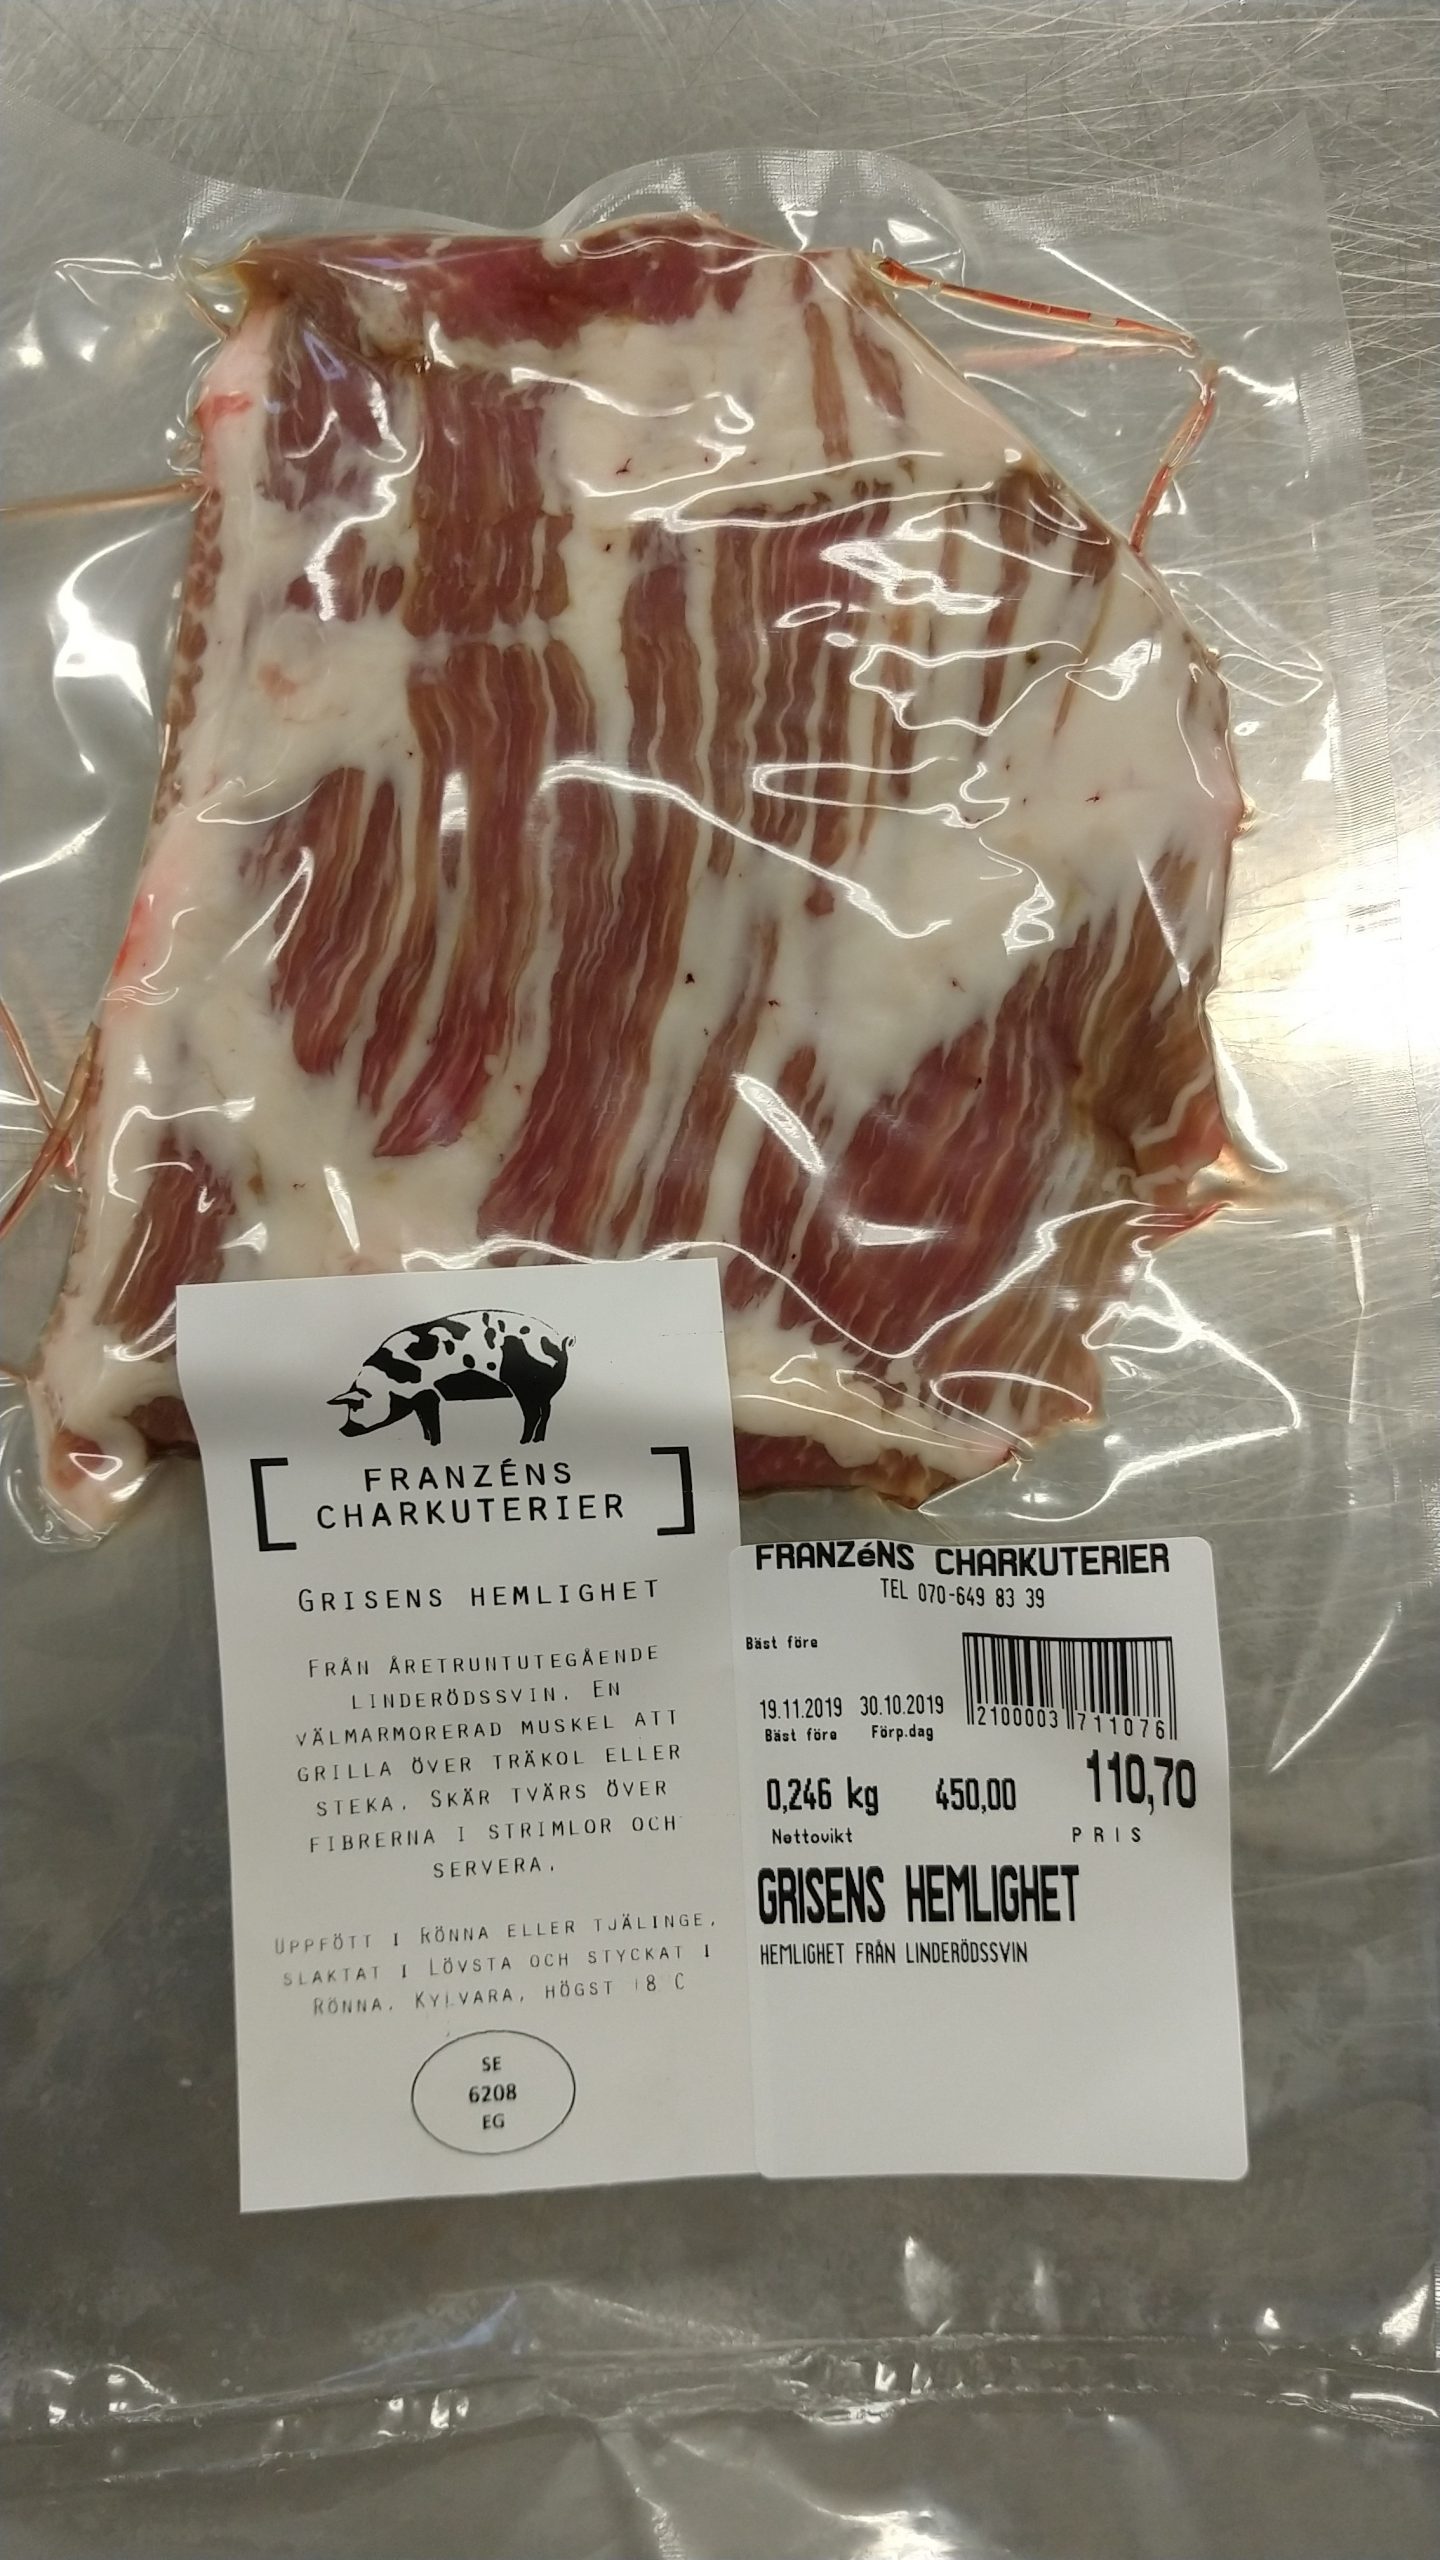 FRANZÉNS
CHARKUTERIER
GRISENS HEMLIGHET
FRÅN ÅRETRUNTUTEGÅENDE
LINDERÖDSSVIN. EN
VÄLMARMORERAD MUSKEL ATT
GRILLA ÖVER TRÄKOL ELLER
STEKA. SKÄR TVÄRS ÖVER
FIBRERNA I STRIMLOR OCH
SERVERA.
UPPFÖTT I RÖNNA ELLER TJÄLINGE,
SLAKTAT I LÖVSTA OCH STYCKAT I
RÖNNA. KYLVARA, HÖGST +8°C
SE
6208
EG
FRANZéNS CHARKUTERIER
TEL 070-649 83 39
Bäst före
19.11.2019 30.10.2019
Bäst före Förp.dag
2100003 711076
0,246 kg 450,00 110,70
Nettovikt PRIS
GRISENS HEMLIGHET
HEMLIGHET FRÅN LINDERÖDSSVIN